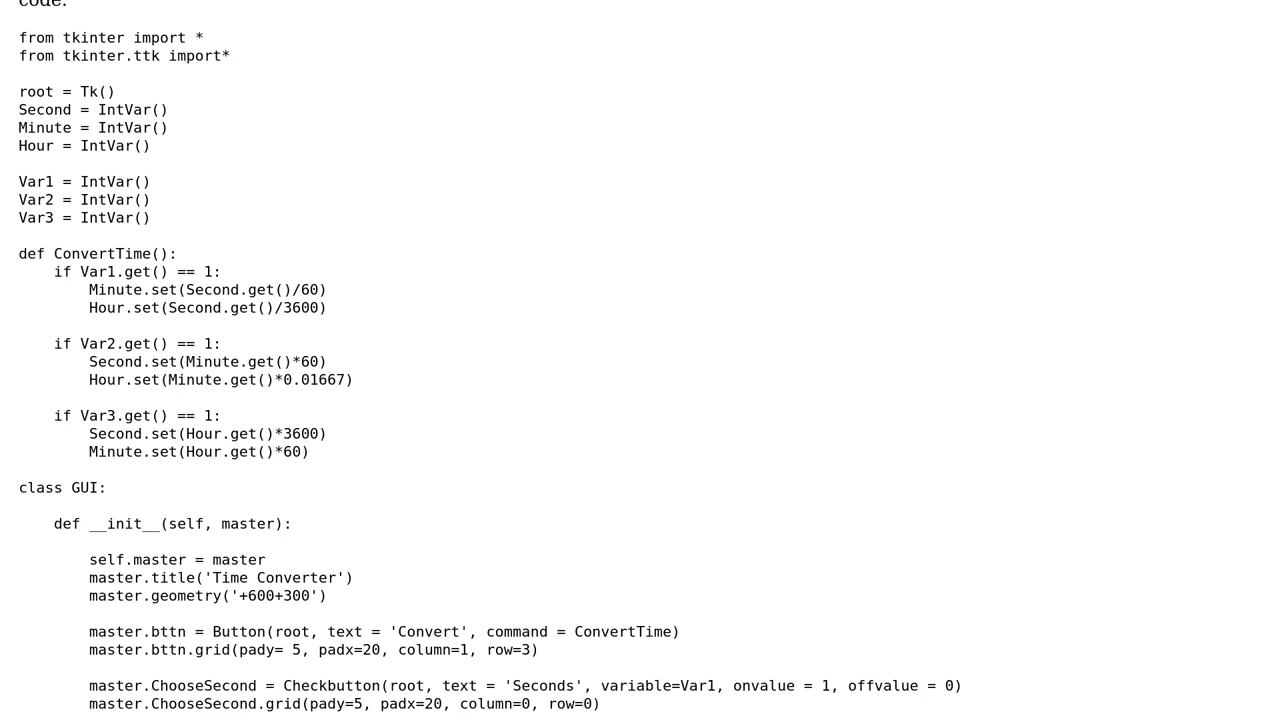 code:
from tkinter import *
from tkinter.ttk import*
root = Tk()
Second = IntVar()
Minute = IntVar()
Hour = IntVar()
Var1 = IntVar()
Var2 = IntVar()
Var3 = IntVar()
def ConvertTime():
    if Var1.get() == 1:
        Minute.set(Second.get()/60)
        Hour.set(Second.get()/3600)
    if Var2.get() == 1:
        Second.set(Minute.get()*60)
        Hour.set(Minute.get()*0.01667)
    if Var3.get() == 1:
        Second.set(Hour.get()*3600)
        Minute.set(Hour.get()*60)
class GUI:
    def __init__(self, master):
        self.master = master
        master.title('Time Converter')
        master.geometry('+600+300')
        master.bttn = Button(root, text = 'Convert', command = ConvertTime)
        master.bttn.grid(pady= 5, padx=20, column=1, row=3)
        master.ChooseSecond = Checkbutton(root, text = 'Seconds', variable=Var1, onvalue = 1, offvalue = 0)
        master.ChooseSecond.grid(pady=5, padx=20, column=0, row=0)